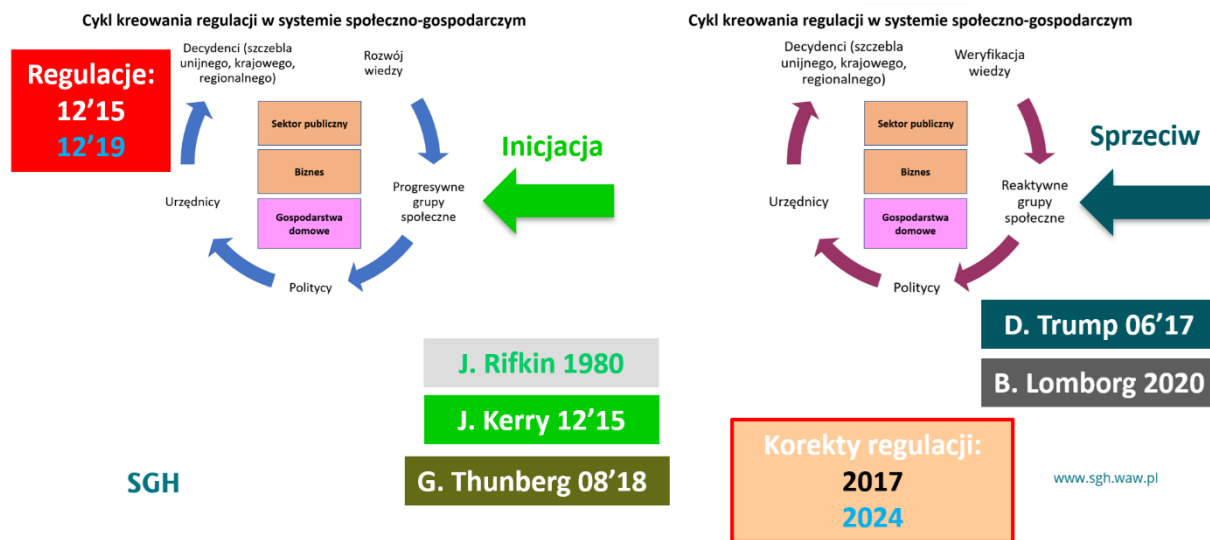 Cykl kreowania regulacji w systemie społeczno-gospodarczym
Regulacje:
12’15
12’19
Decydenci (szczebla
unijnego, krajowego,
regionalnego)
Rozwój
wiedzy
Sektor publiczny
Biznes
Gospodarstwa
domowe
Inicjacja
Progresywne
grupy
społeczne
Urzędnicy
Politycy
J. Rifkin 1980
J. Kerry 12’15
G. Thunberg 08’18
SGH
Cykl kreowania regulacji w systemie społeczno-gospodarczym
Decydenci (szczebla
unijnego, krajowego,
regionalnego)
Weryfikacja
wiedzy
Sektor publiczny
Biznes
Gospodarstwa
domowe
Sprzeciw
Reaktywne
grupy
społeczne
Urzędnicy
Politycy
D. Trump 06’17
B. Lomborg 2020
Korekty regulacji:
2017
2024
www.sgh.waw.pl